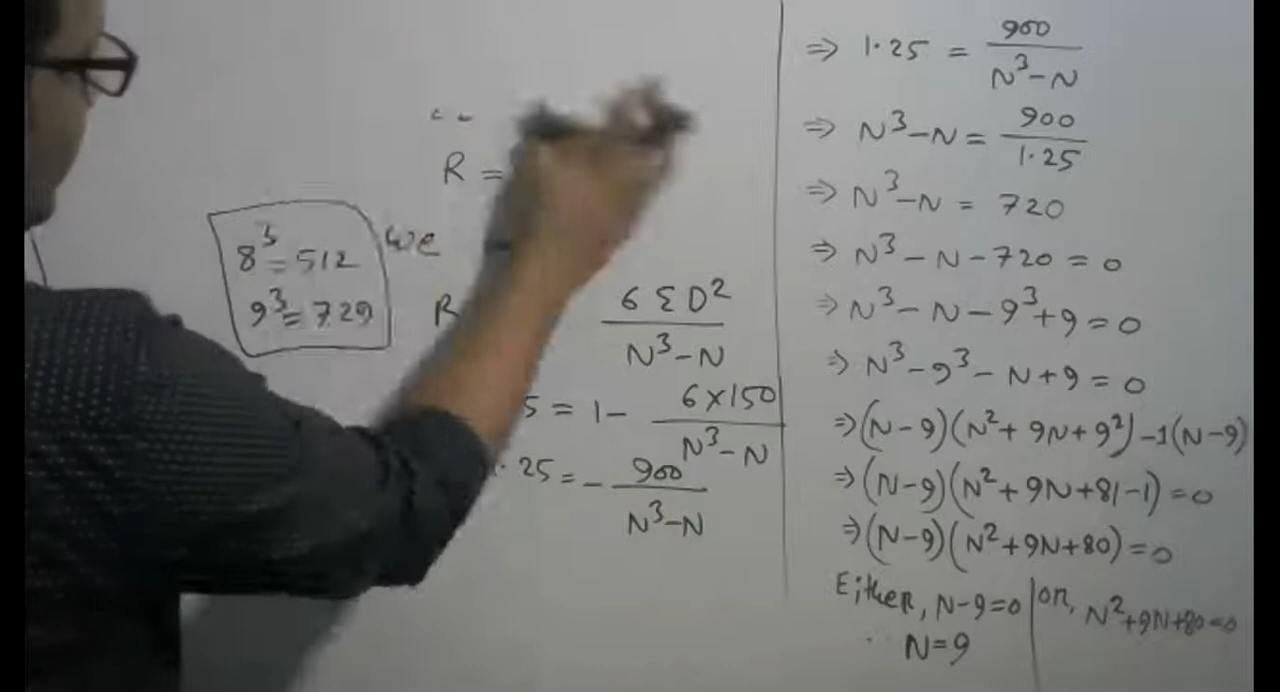 R =
8³ = 512
9³ = 729
we
R
6 Σ D²
N³ – N
5 = 1 – 6 × 150 / N³ – N
· 25 = – 900 / N³ – N
⇒ 1·25 = 900 / N³ – N
⇒ N³ – N = 900 / 1·25
⇒ N³ – N = 720
⇒ N³ – N – 720 = 0
⇒ N³ – N – 9³ + 9 = 0
⇒ N³ – 9³ – N + 9 = 0
⇒ (N – 9)(N² + 9N + 9²) – 1(N – 9)
⇒ (N – 9)(N² + 9N + 81 – 1) = 0
⇒ (N – 9)(N² + 9N + 80) = 0
Either, N – 9 = 0 | or, N² + 9N + 80 = 0
N = 9